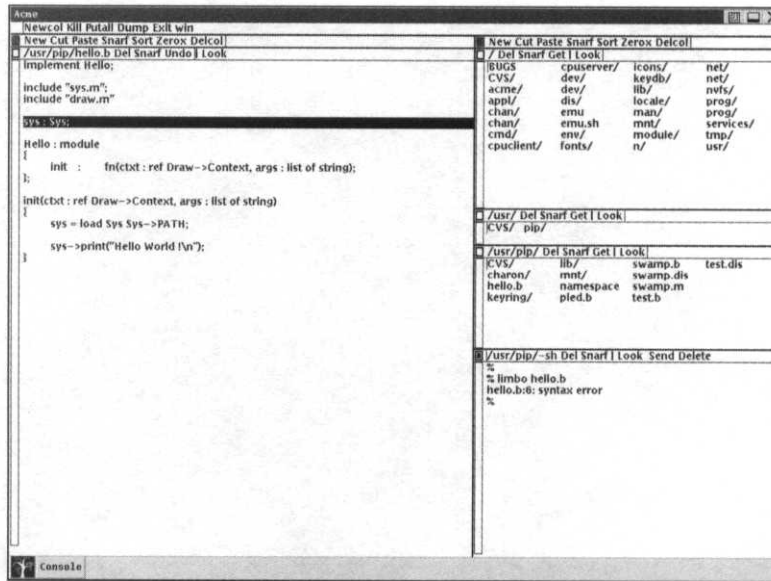 Acme
Newcol Kill Putall Dump Exit win
New Cut Paste Snarf Sort Zerox Delcol
/usr/pip/hello.b Del Snarf Undo | Look
implement Hello;
include "sys.m";
include "draw.m"
sys : Sys;
Hello : module
{
init : fn(ctxt : ref Draw->Context, args : list of string);
};
init(ctxt : ref Draw->Context, args : list of string)
{
sys = load Sys Sys->PATH;
sys->print("Hello World !\n");
}
New Cut Paste Snarf Sort Zerox Delcol
/ Del Snarf Get | Look
BUGS cpuserver/ icons/ net/
CVS/ dev/ keydb/ net/
acme/ dev/ lib/ nvfs/
appl/ dis/ locale/ prog/
chan/ emu man/ prog/
chan/ emu.sh mnt/ services/
cmd/ env/ module/ tmp/
cpuclient/ fonts/ n/ usr/
/usr/ Del Snarf Get | Look
CVS/ pip/
/usr/pip/ Del Snarf Get | Look
CVS/ lib/ swamp.b test.dis
charon/ mnt/ swamp.dis
hello.b namespace swamp.m
keyring/ pled.b test.b
/usr/pip/-sh Del Snarf | Look Send Delete
%
% limbo hello.b
hello.b:6: syntax error
%
Console